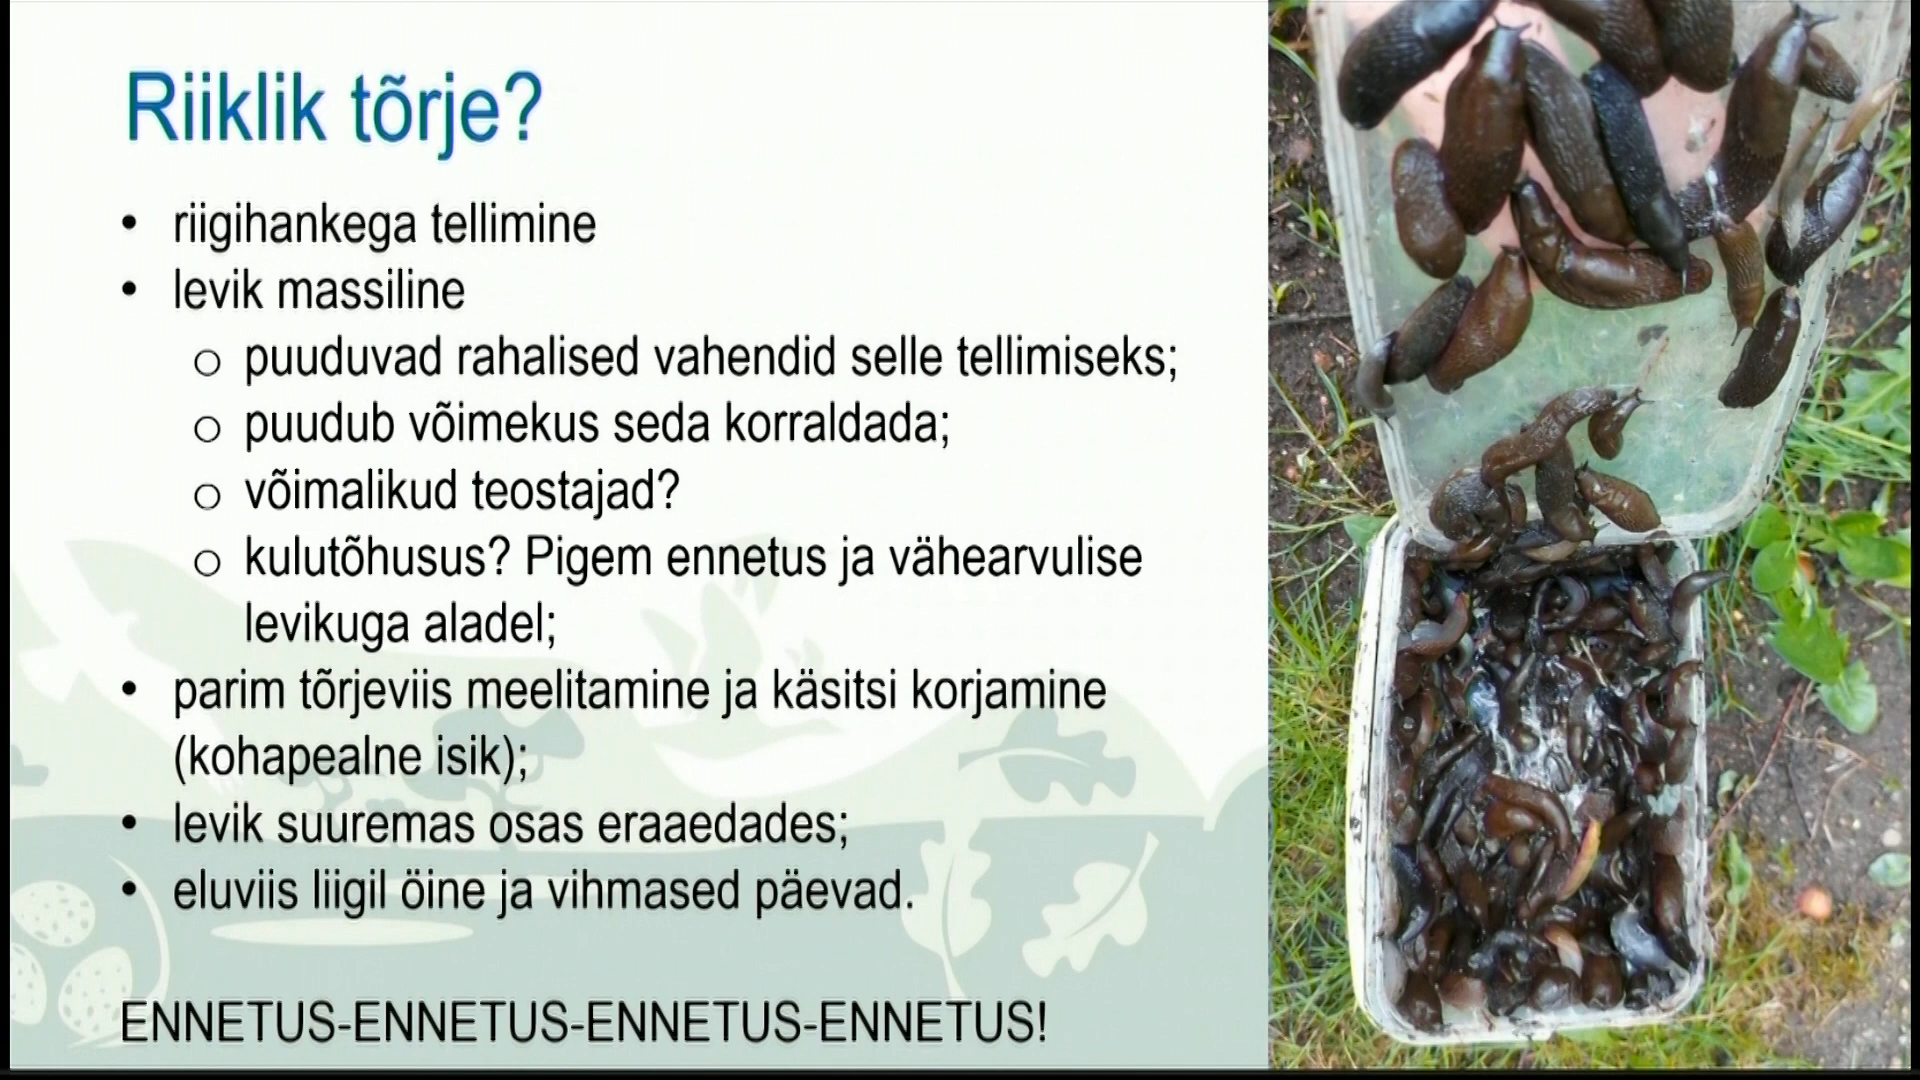 Riiklik tõrje?
• riigihankega tellimine
• levik massiline
o puuduvad rahalised vahendid selle tellimiseks;
o puudub võimekus seda korraldada;
o võimalikud teostajad?
o kulutõhusus? Pigem ennetus ja vähearvulise
levikuga aladel;
• parim tõrjeviis meelitamine ja käsitsi korjamine
(kohapealne isik);
• levik suuremas osas eraaedades;
• eluviis liigil öine ja vihmased päevad.
ENNETUS-ENNETUS-ENNETUS-ENNETUS!